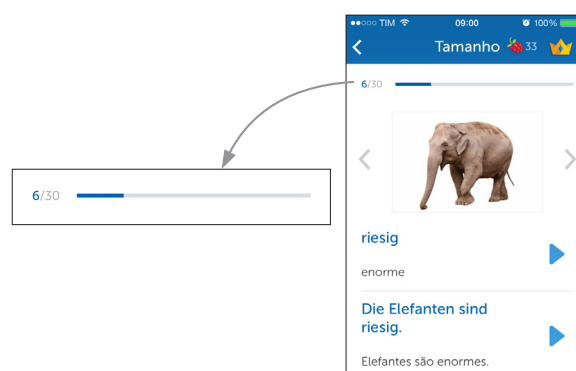 TIM 09:00 100%
Tamanho 33
6/30
6/30
riesig
enorme
Die Elefanten sind
riesig.
Elefantes são enormes.